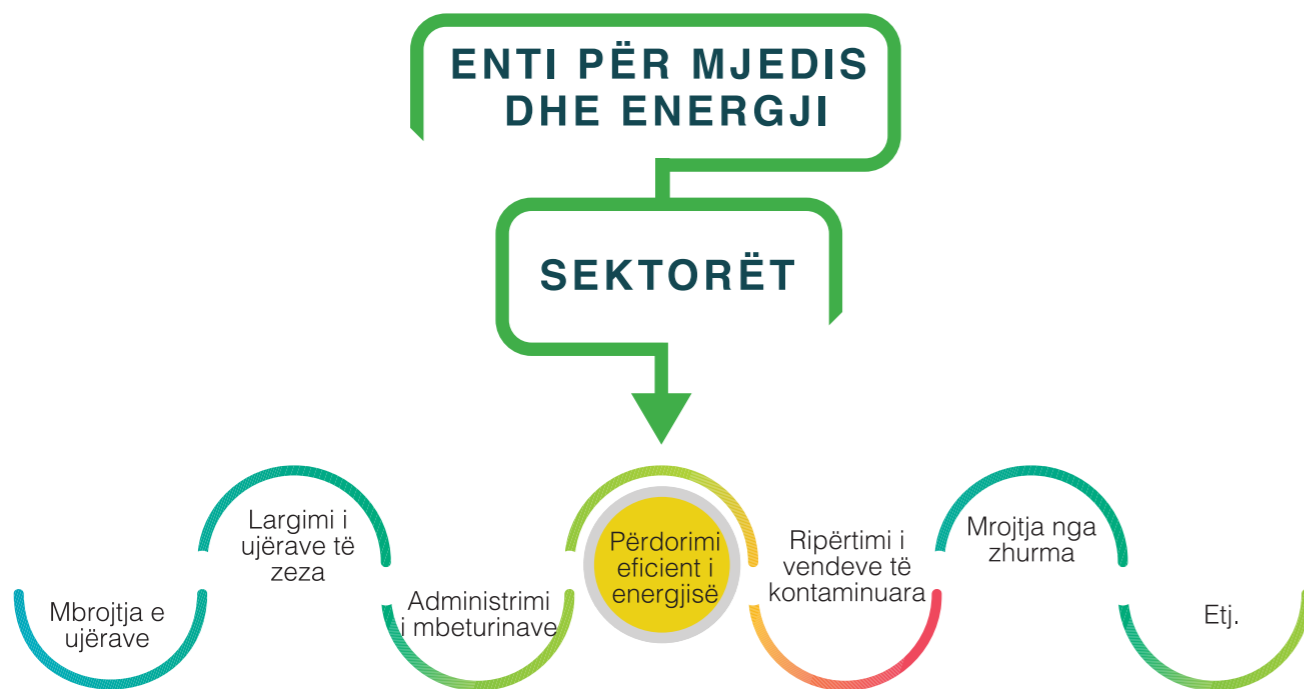 ENTI PËR MJEDIS
DHE ENERGJI
SEKTORËT
Mbrojtja e
ujërave
Largimi i
ujërave të
zeza
Administrimi
i mbeturinave
Përdorimi
eficient i
energjisë
Ripërtimi i
vendeve të
kontaminuara
Mrojtja nga
zhurma
Etj.